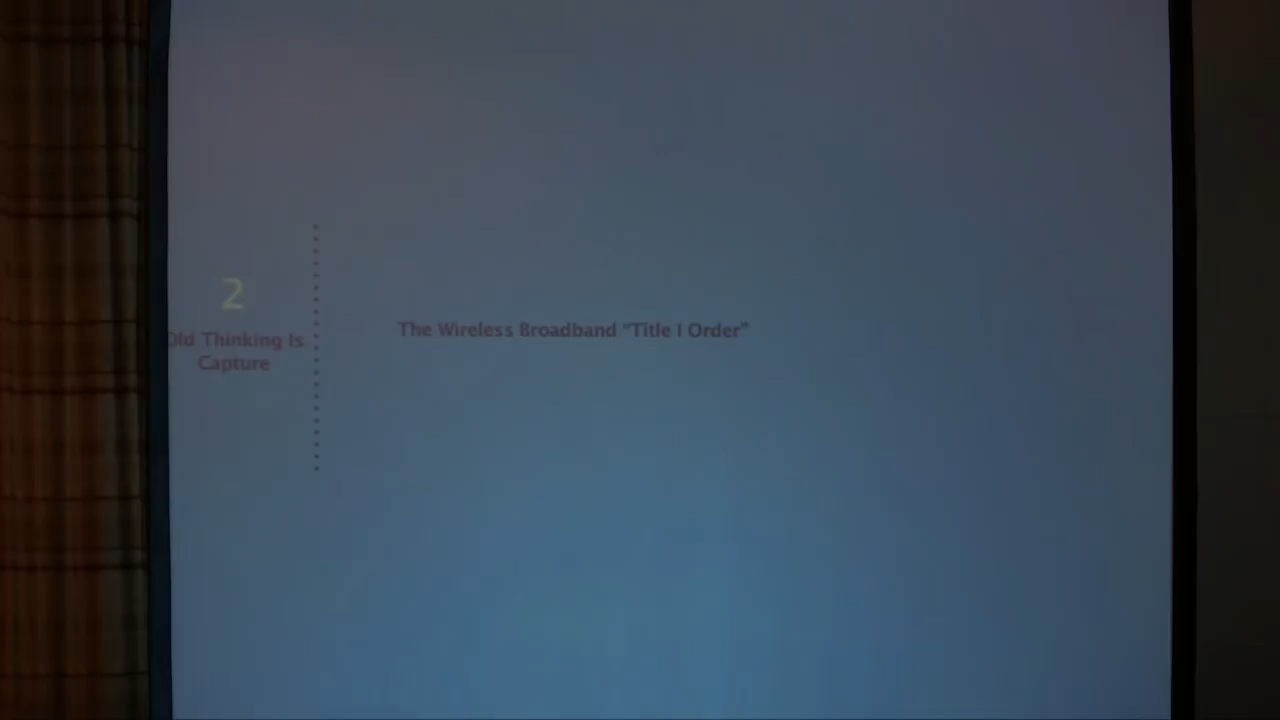 2
Old Thinking Is
Capture
The Wireless Broadband “Title I Order”